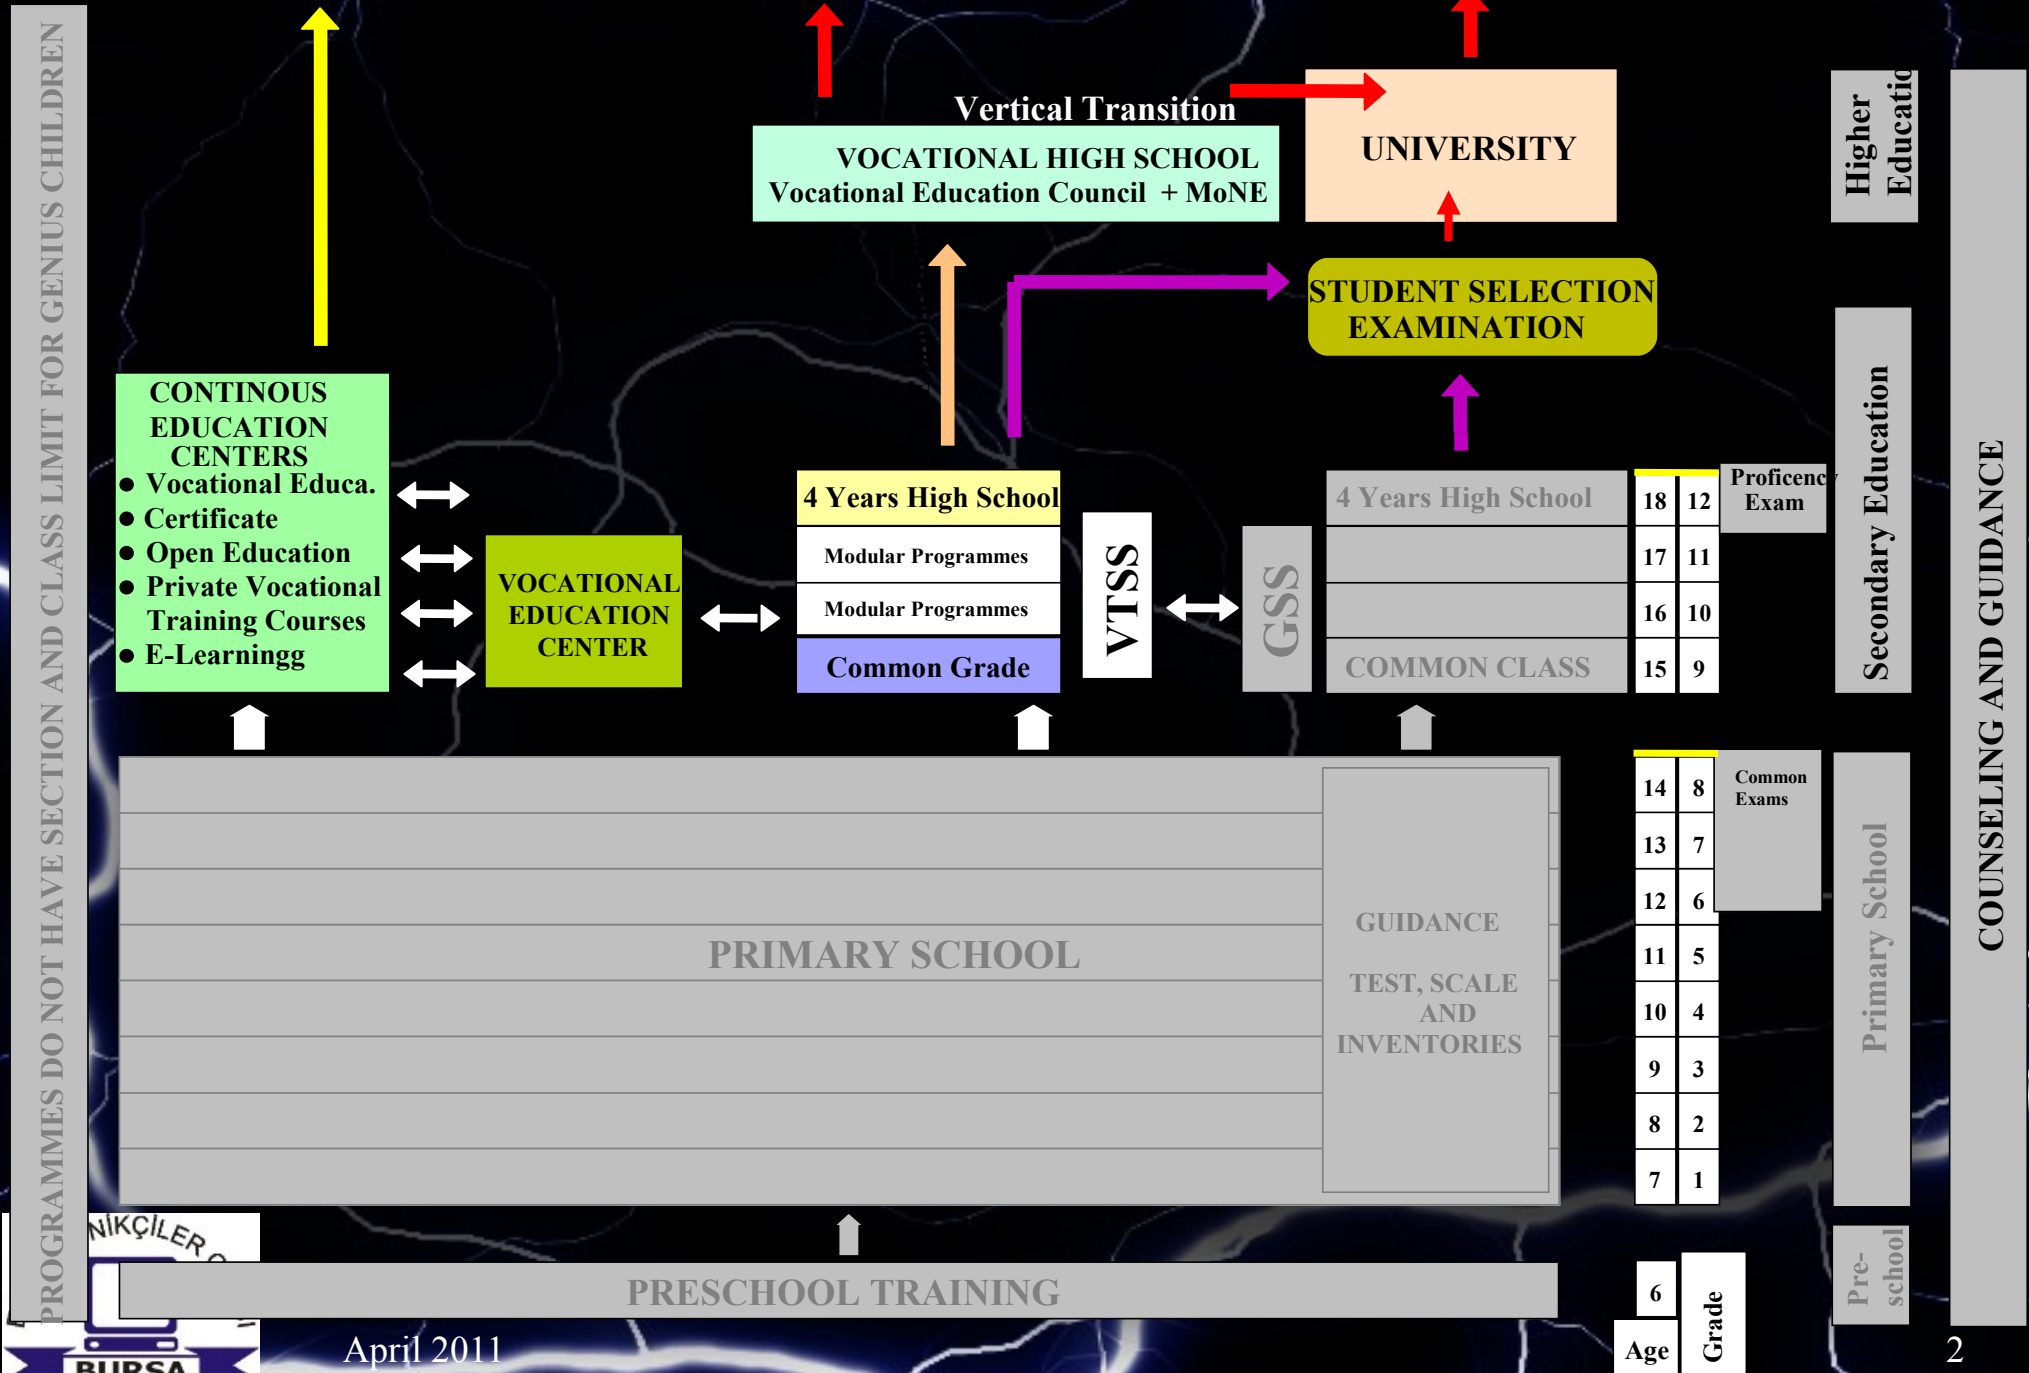 PROGRAMMES DO NOT HAVE SECTION AND CLASS LIMIT FOR GENIUS CHILDREN
Vertical Transition
VOCATIONAL HIGH SCHOOL
Vocational Education Council + MoNE
UNIVERSITY
STUDENT SELECTION
EXAMINATION
CONTINOUS
EDUCATION
CENTERS
● Vocational Educa.
● Certificate
● Open Education
● Private Vocational
Training Courses
● E-Learningg
VOCATIONAL
EDUCATION
CENTER
4 Years High School
Modular Programmes
Modular Programmes
Common Grade
VTSS
GSS
4 Years High School
COMMON CLASS
18 12
17 11
16 10
15 9
Proficency
Exam
14 8
13 7
12 6
11 5
10 4
9 3
8 2
7 1
Common
Exams
PRIMARY SCHOOL
GUIDANCE
TEST, SCALE
AND
INVENTORIES
PRESCHOOL TRAINING
6
Age
Grade
Higher
Educatio
Secondary Education
Primary School
Pre-
school
COUNSELING AND GUIDANCE
BURSA
April 2011
2